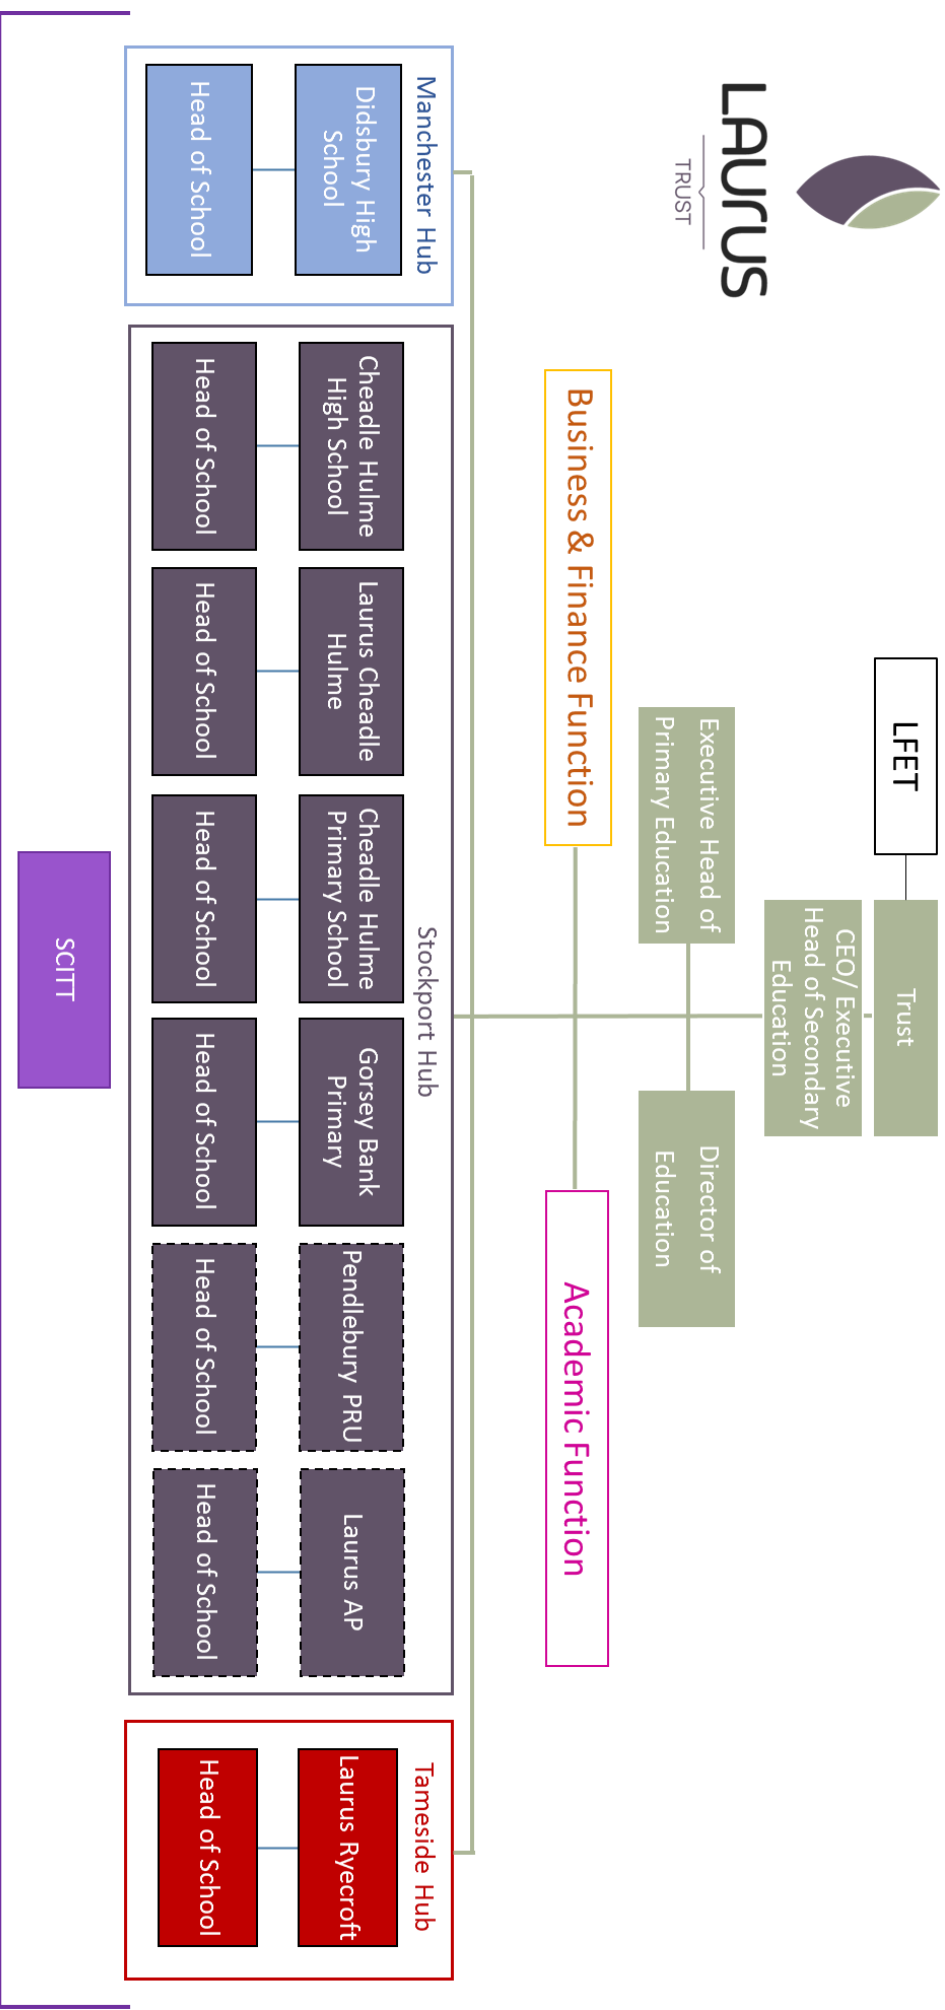 LAURUS
TRUST
LFET
Trust
CEO/ Executive
Head of Secondary
Education
Executive Head of
Primary Education
Director of
Education
Business & Finance Function
Academic Function
Manchester Hub
Didsbury High
School
Head of School
Stockport Hub
Cheadle Hulme
High School
Head of School
Laurus Cheadle
Hulme
Head of School
Cheadle Hulme
Primary School
Head of School
Gorsey Bank
Primary
Head of School
Pendlebury PRU
Head of School
Laurus AP
Head of School
Tameside Hub
Laurus Ryecroft
Head of School
SCITT